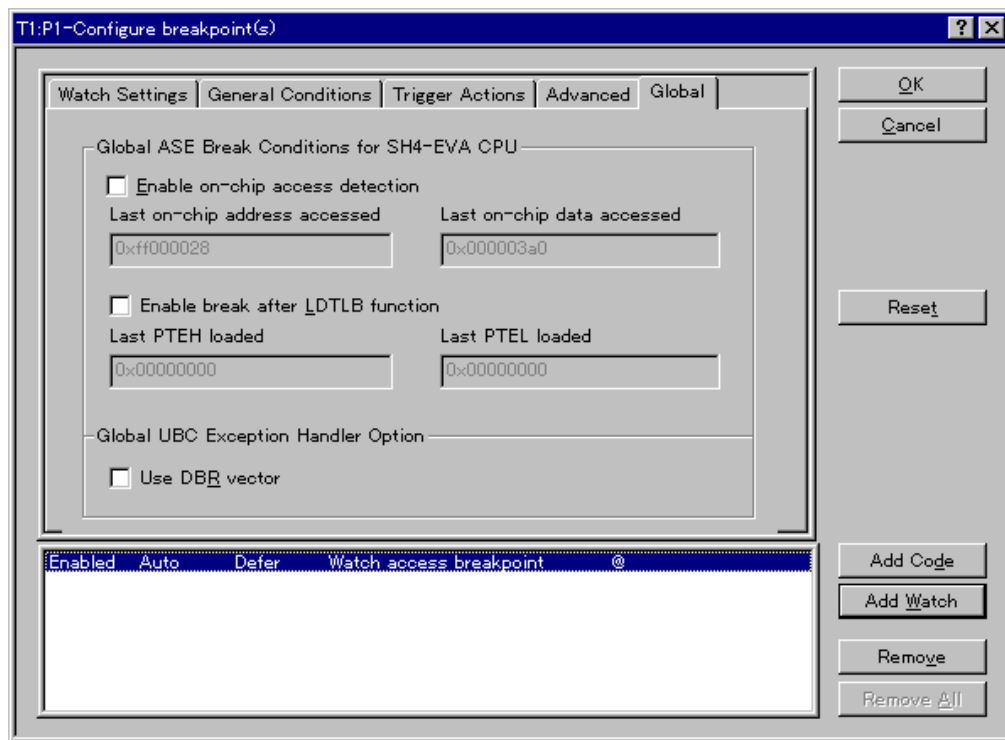 T1:P1-Configure breakpoint(s)
Watch Settings General Conditions Trigger Actions Advanced Global
OK
Cancel
Global ASE Break Conditions for SH4-EVA CPU
Enable on-chip access detection
Last on-chip address accessed Last on-chip data accessed
0xff000028 0x000003a0
Enable break after LDTLB function
Reset
Last PTEH loaded Last PTEL loaded
0x00000000 0x00000000
Global UBC Exception Handler Option
Use DBR vector
Enabled Auto Defer Watch access breakpoint @
Add Code
Add Watch
Remove
Remove All